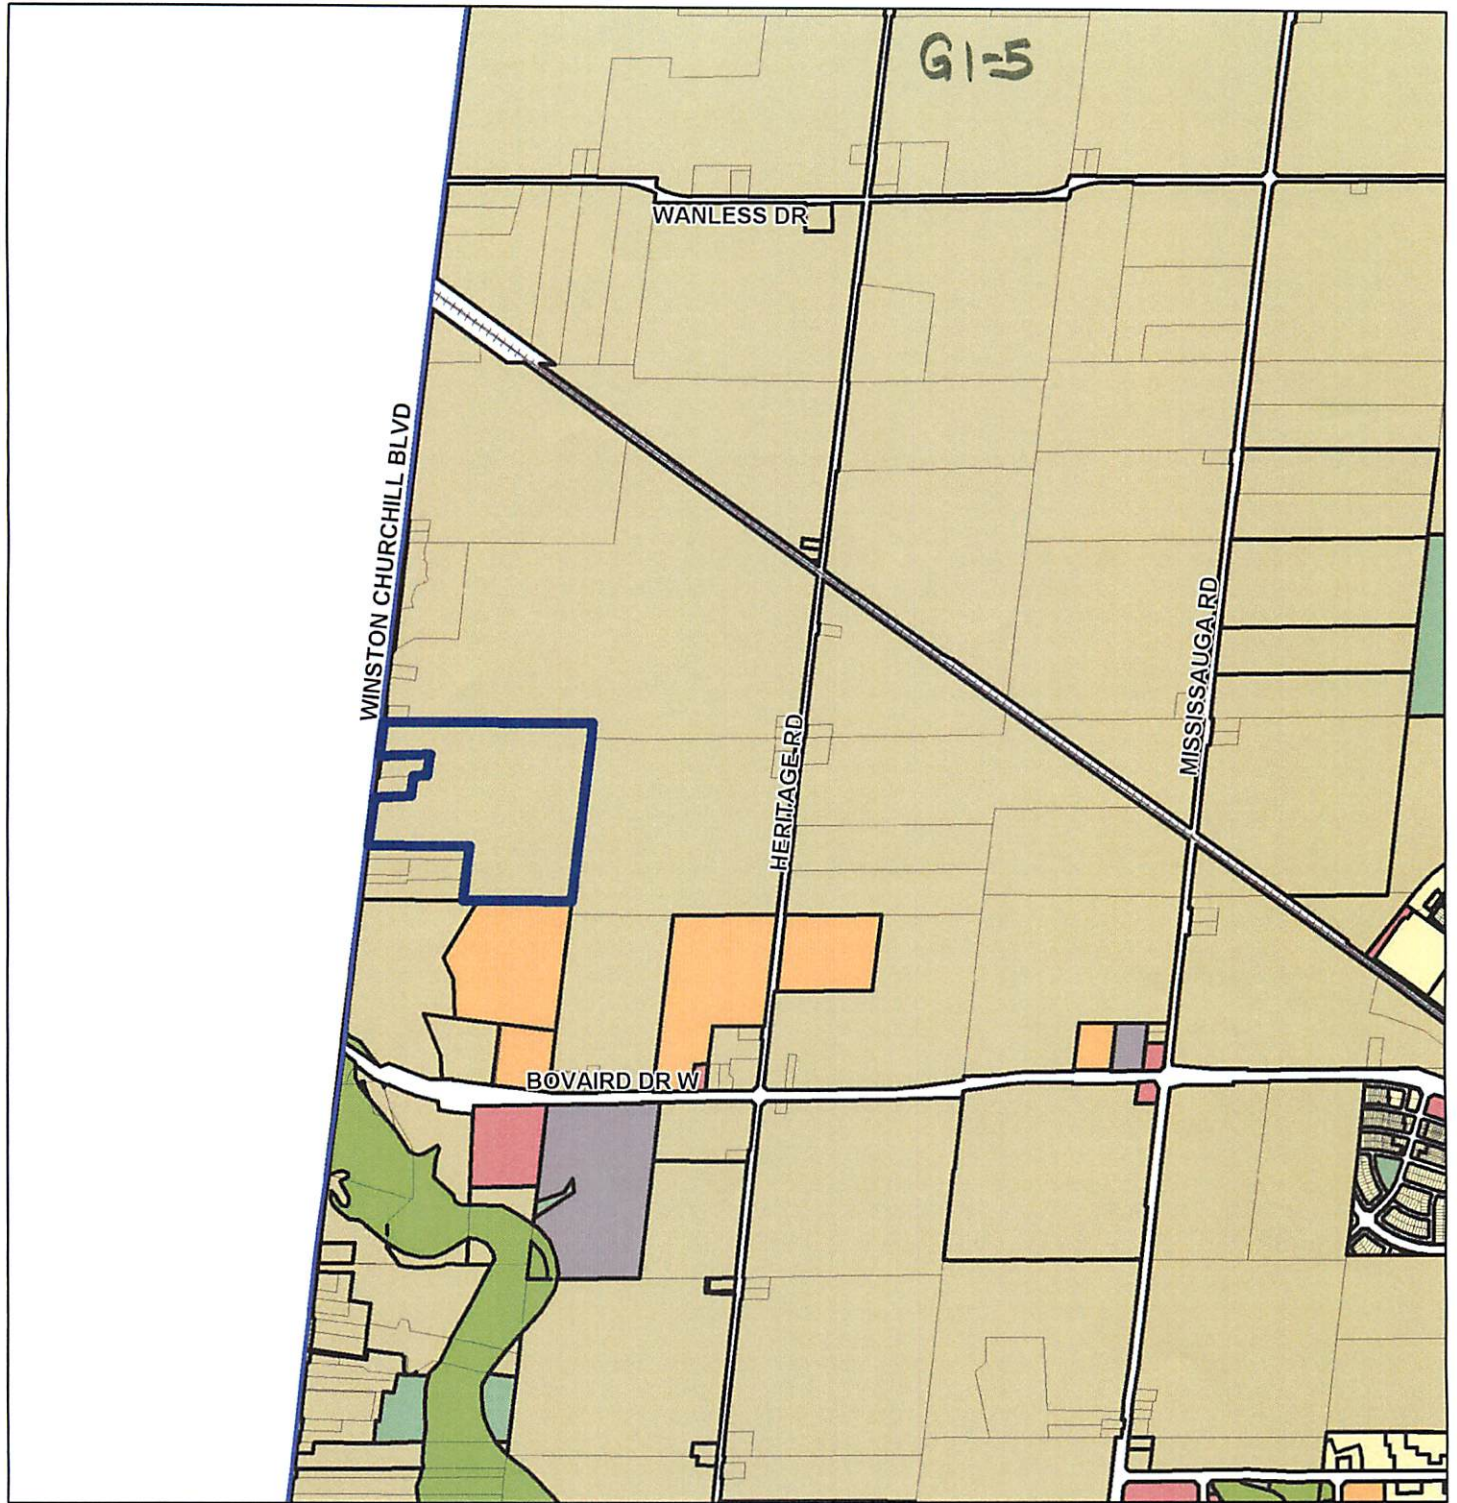 G1-5
WANLESS DR
WINSTON CHURCHILL BLVD
MISSISSAUGA RD
HERITAGE RD
BOVAIRD DR W